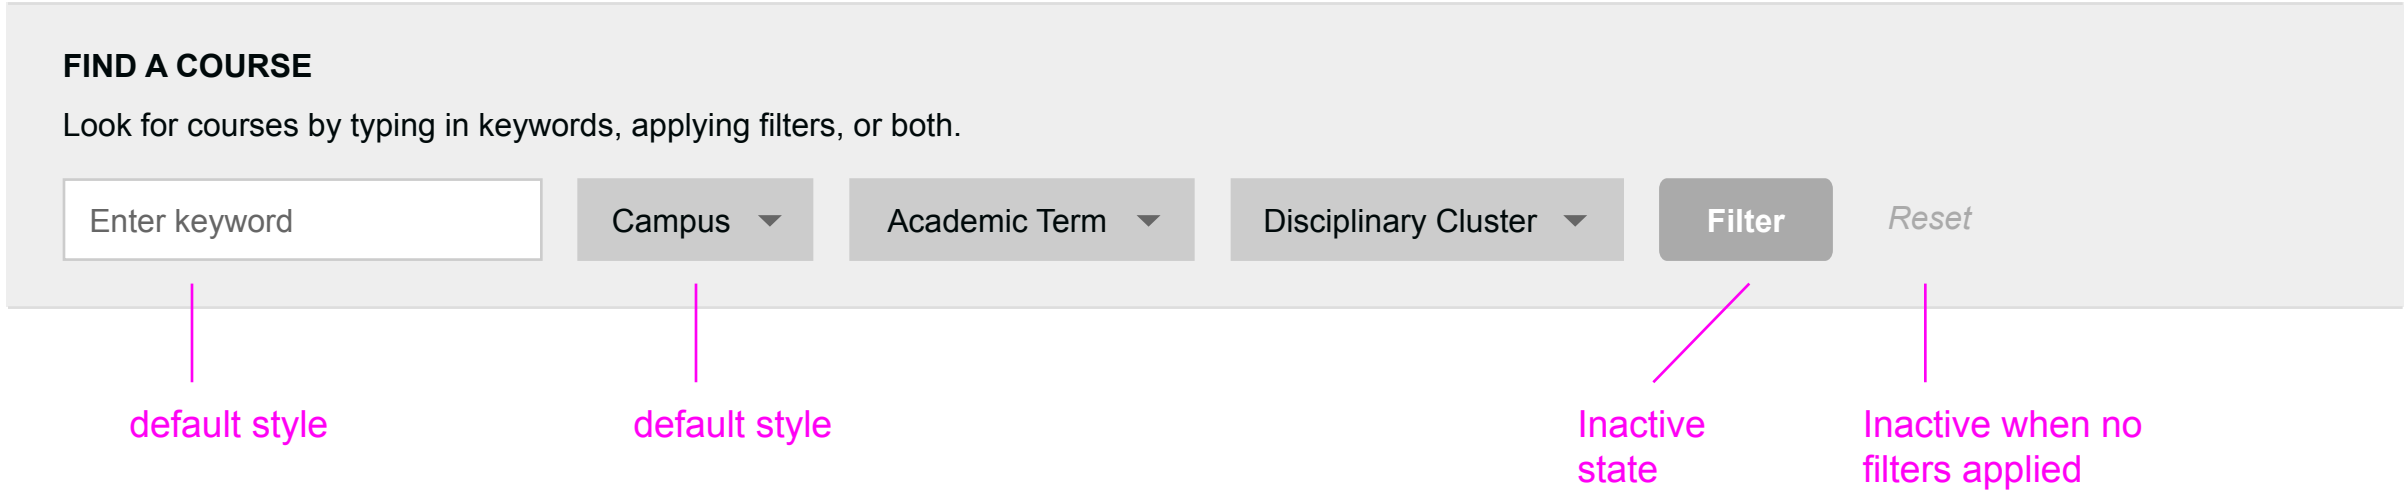 FIND A COURSE
Look for courses by typing in keywords, applying filters, or both.
Enter keyword Campus Academic Term Disciplinary Cluster Filter Reset
default style default style Inactive state Inactive when no filters applied